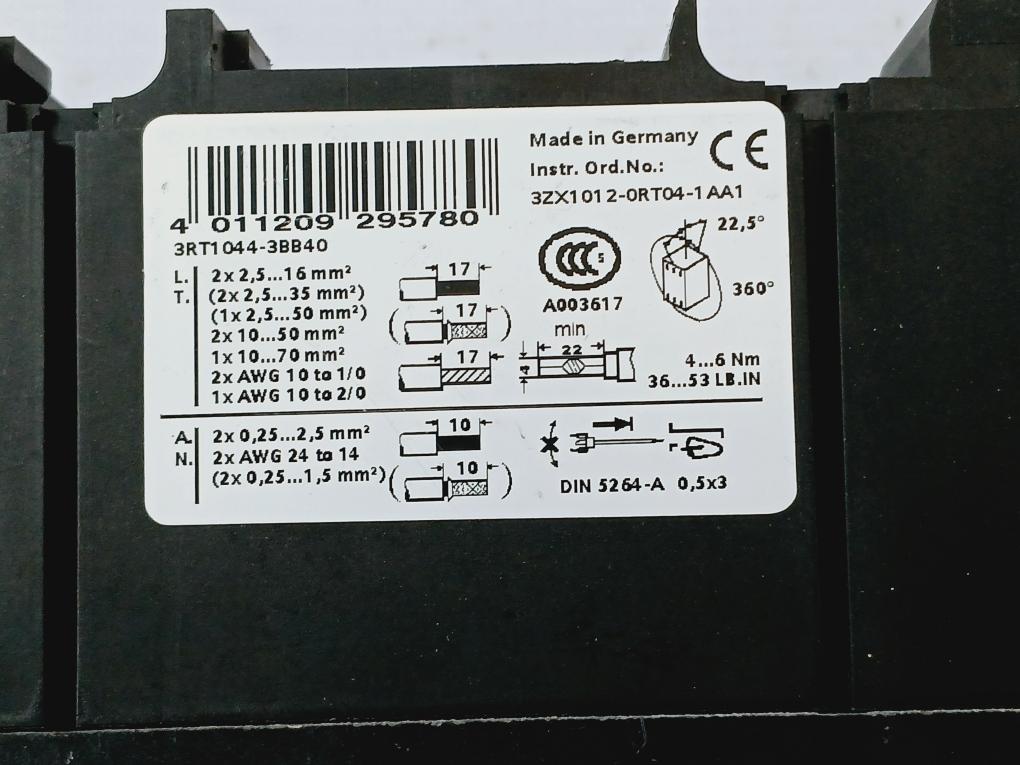 Made in Germany CE
Instr. Ord.No.:
3ZX1012-0RT04-1AA1
4 011209 295780
3RT1044-3BB40
L. 2x 2,5...16 mm²
T. (2x 2,5...35 mm²)
(1x 2,5...50 mm²)
2x 10...50 mm²
1x 10...70 mm²
2x AWG 10 to 1/0
1x AWG 10 to 2/0
17
17
17
CCC S
A003617
min
22
4
22,5°
360°
4...6 Nm
36...53 LB.IN
A. 2x 0,25...2,5 mm²
N. 2x AWG 24 to 14
(2x 0,25...1,5 mm²)
10
10
DIN 5264-A 0,5x3